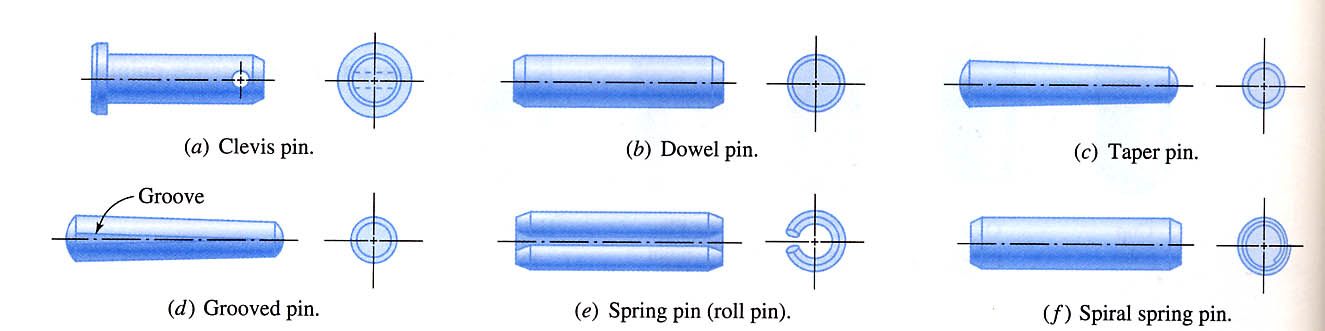 (a) Clevis pin.
(b) Dowel pin.
(c) Taper pin.
Groove
(d) Grooved pin.
(e) Spring pin (roll pin).
(f) Spiral spring pin.